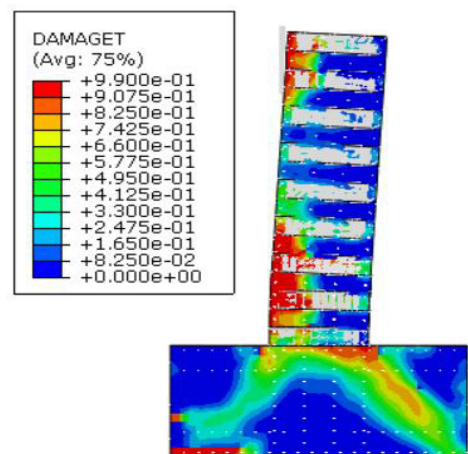 DAMAGET
(Avg: 75%)
+9.900e-01
+9.075e-01
+8.250e-01
+7.425e-01
+6.600e-01
+5.775e-01
+4.950e-01
+4.125e-01
+3.300e-01
+2.475e-01
+1.650e-01
+8.250e-02
+0.000e+00